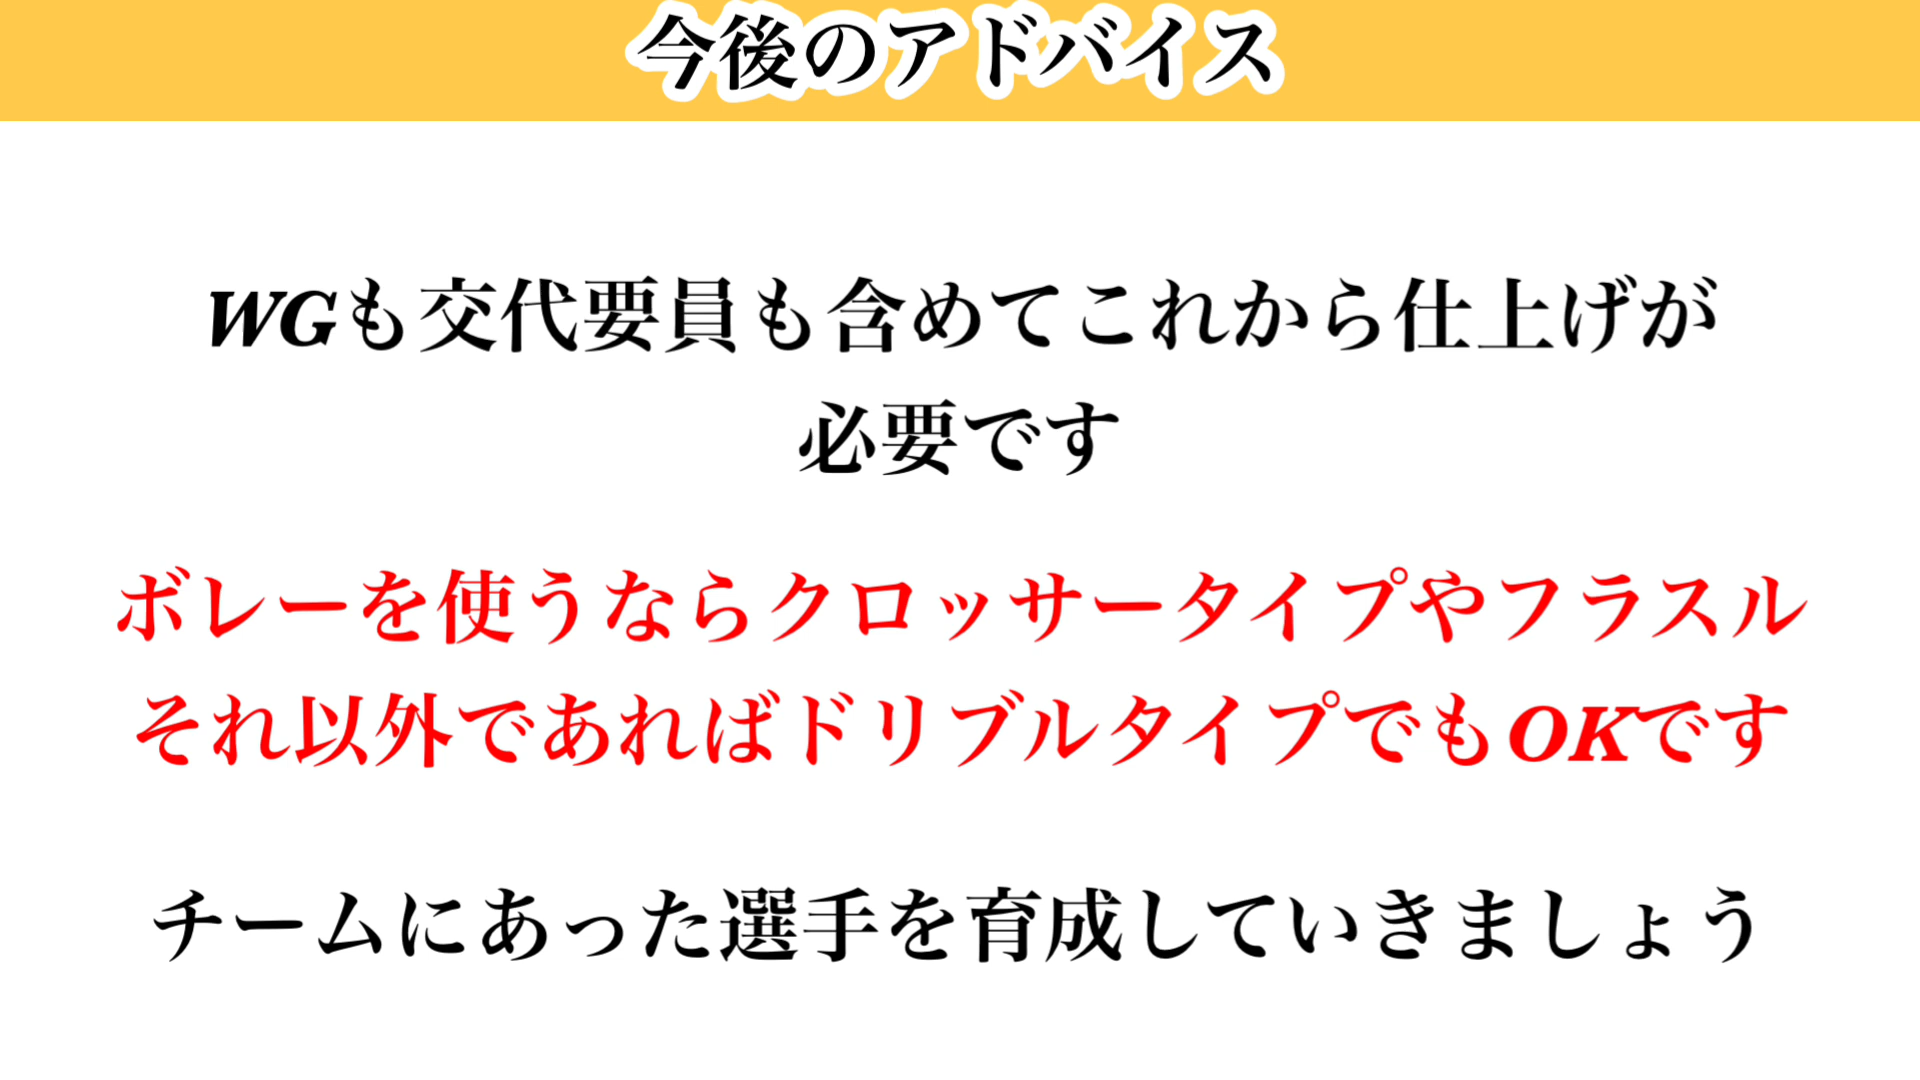 今後のアドバイス
WGも交代要員も含めてこれから仕上げが
必要です
ボレーを使うならクロッサータイプやフラスル
それ以外であればドリブルタイプでもOKです
チームにあった選手を育成していきましょう